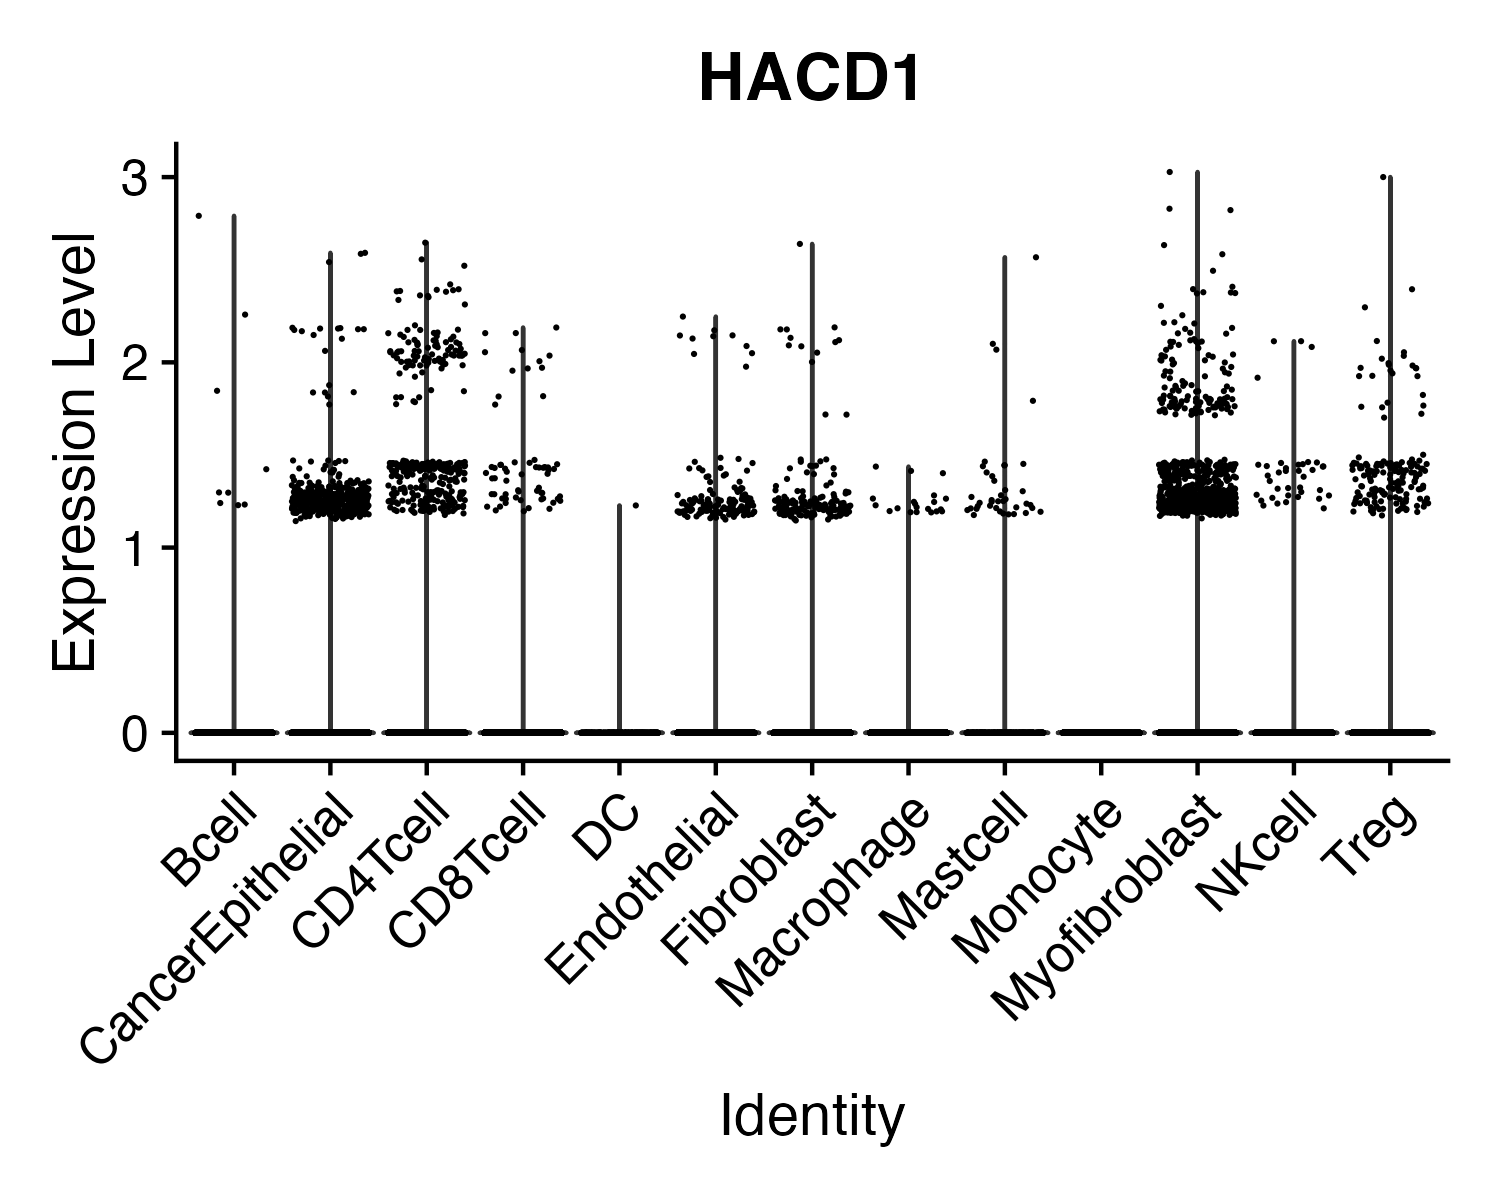 HACD1
Expression Level
3
2
1
0
Bcell
CancerEpithelial
CD4Tcell
CD8Tcell
DC
Endothelial
Fibroblast
Macrophage
Mastcell
Monocyte
Myofibroblast
NKcell
Treg
Identity